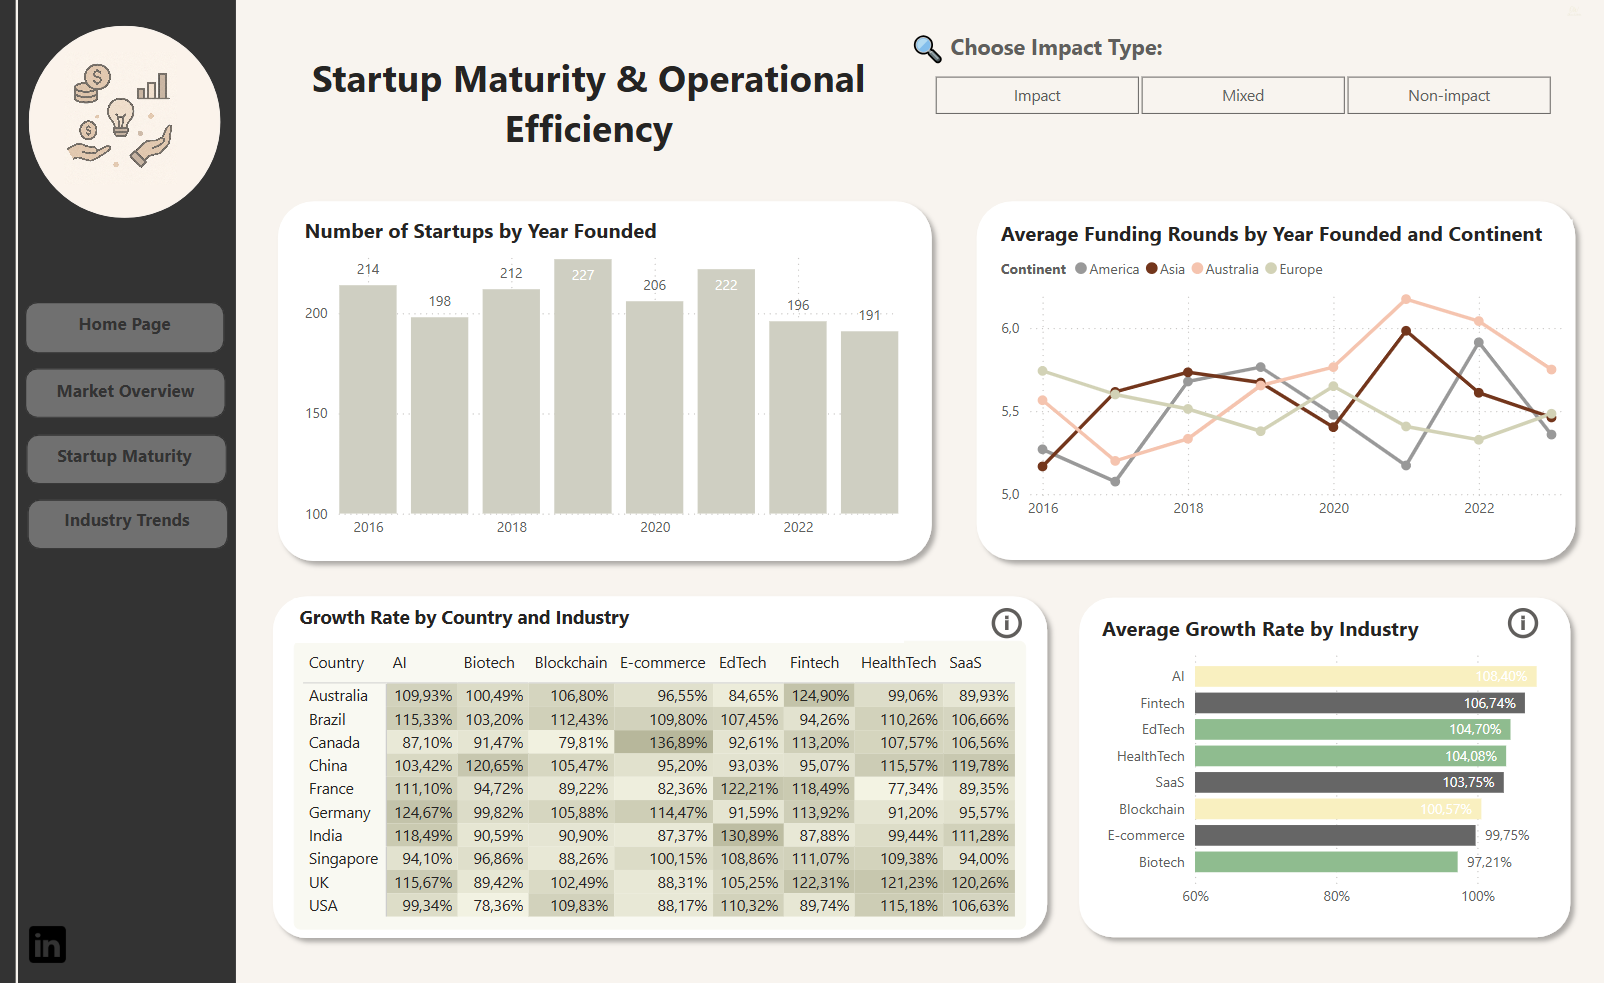 Startup Maturity & Operational
Efficiency
Choose Impact Type:
Impact Mixed Non-impact
Home Page
Market Overview
Startup Maturity
Industry Trends
in
Number of Startups by Year Founded
214 198 212 227 206 222 196 191
200
150
100
2016 2018 2020 2022
Average Funding Rounds by Year Founded and Continent
Continent America Asia Australia Europe
6,0
5,5
5,0
2016 2018 2020 2022
Growth Rate by Country and Industry
Country AI Biotech Blockchain E-commerce EdTech Fintech HealthTech SaaS
Australia 109,93% 100,49% 106,80% 96,55% 84,65% 124,90% 99,06% 89,93%
Brazil 115,33% 103,20% 112,43% 109,80% 107,45% 94,26% 110,26% 106,66%
Canada 87,10% 91,47% 79,81% 136,89% 92,61% 113,20% 107,57% 106,56%
China 103,42% 120,65% 105,47% 95,20% 93,03% 95,07% 115,57% 119,78%
France 111,10% 94,72% 89,22% 82,36% 122,21% 118,49% 77,34% 89,35%
Germany 124,67% 99,82% 105,88% 114,47% 91,59% 113,92% 91,20% 95,57%
India 118,49% 90,59% 90,90% 87,37% 130,89% 87,88% 99,44% 111,28%
Singapore 94,10% 96,86% 88,26% 100,15% 108,86% 111,07% 109,38% 94,00%
UK 115,67% 89,42% 102,49% 88,31% 105,25% 122,31% 121,23% 120,26%
USA 99,34% 78,36% 109,83% 88,17% 110,32% 89,74% 115,18% 106,63%
Average Growth Rate by Industry
AI 108,40%
Fintech 106,74%
EdTech 104,70%
HealthTech 104,08%
SaaS 103,75%
Blockchain 100,57%
E-commerce 99,75%
Biotech 97,21%
60% 80% 100%